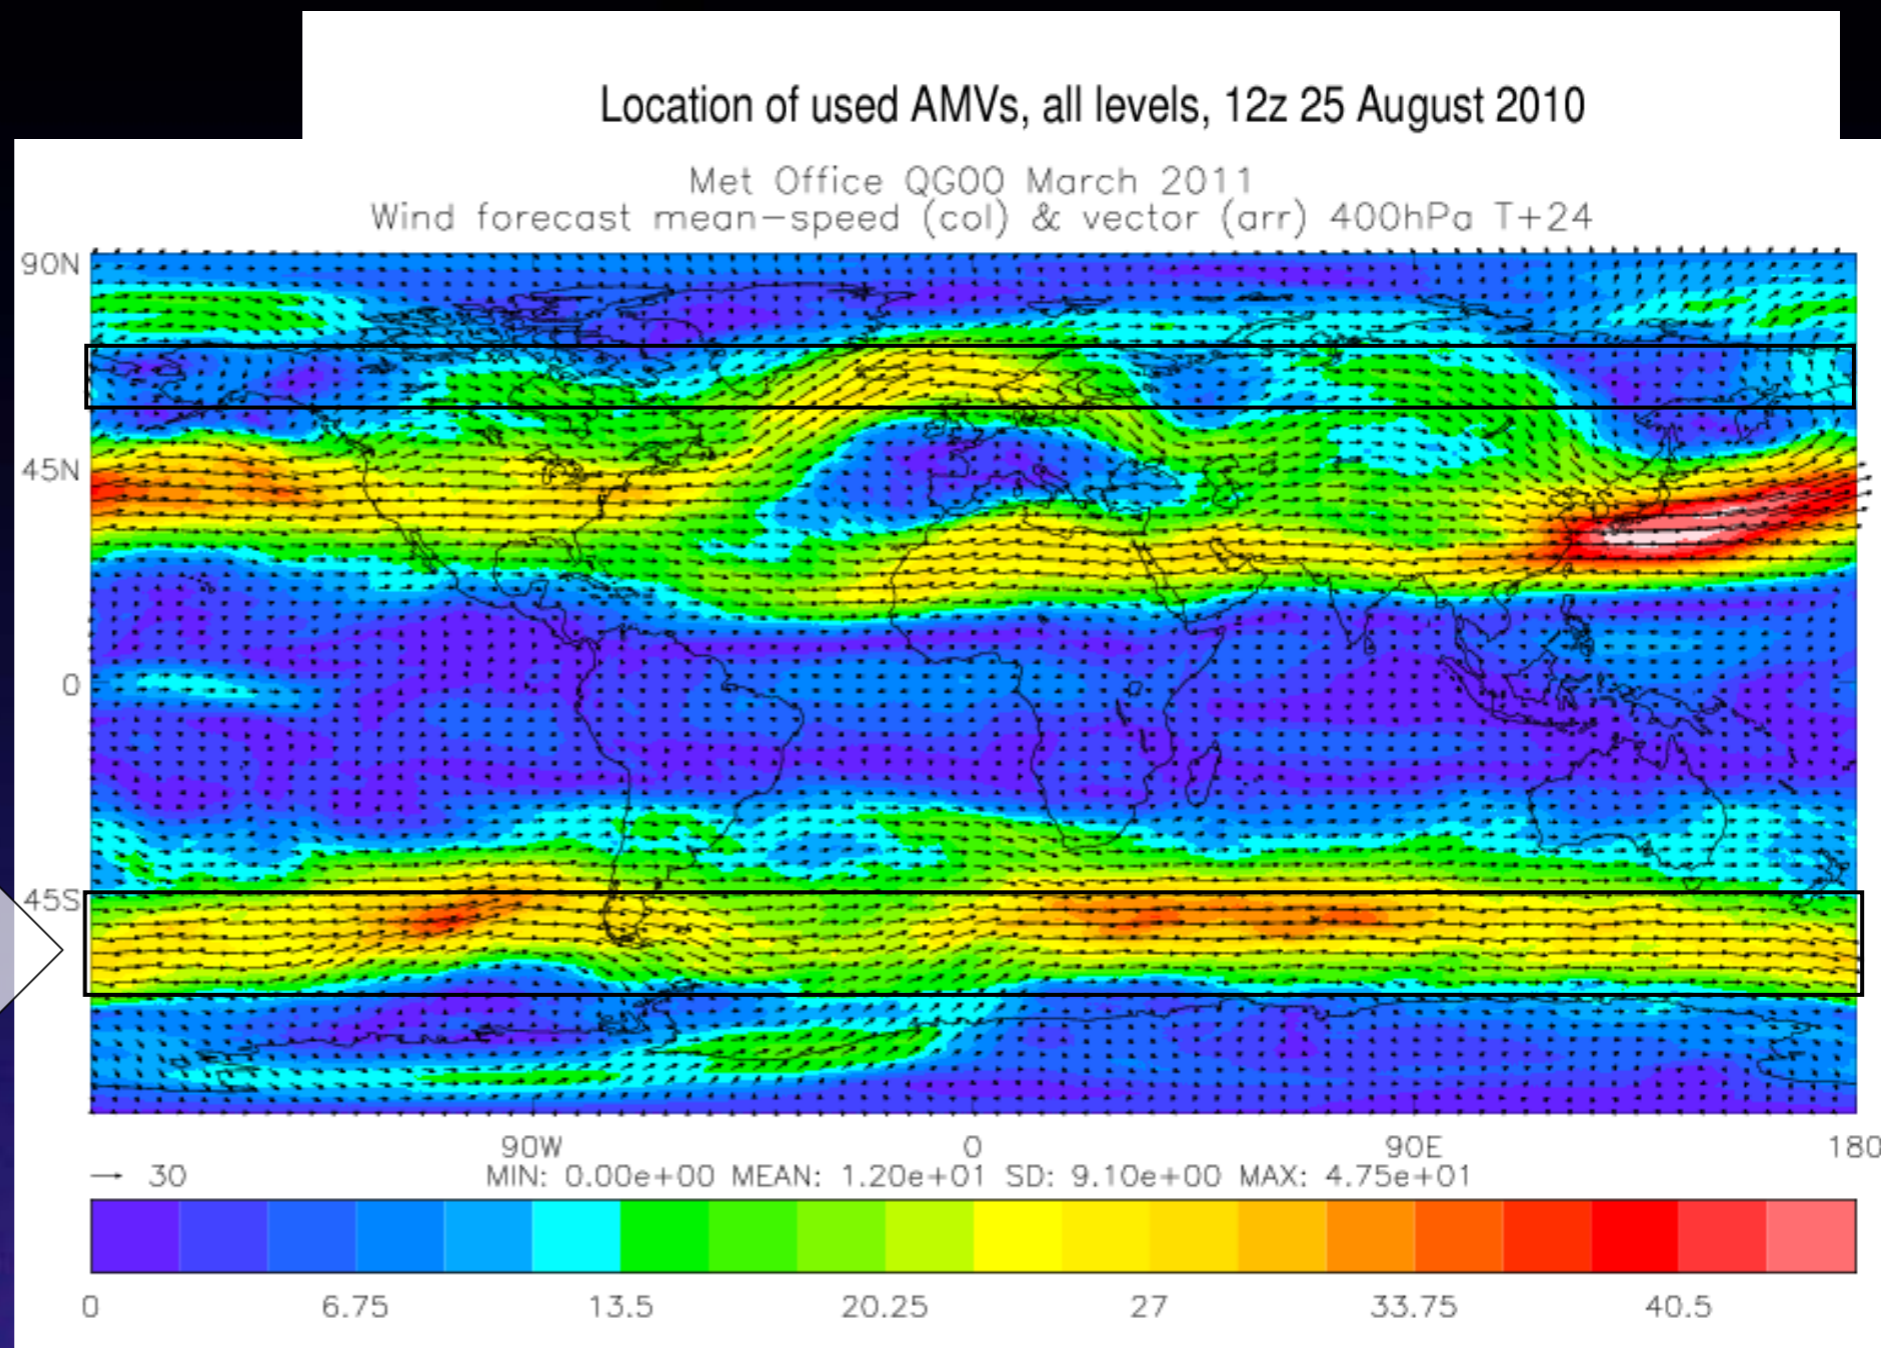 Location of used AMVs, all levels, 12z 25 August 2010
Met Office QG00 March 2011
Wind forecast mean-speed (col) & vector (arr) 400hPa T+24
90N
45N
0
45S
90W 0 90E 180
→ 30 MIN: 0.00e+00 MEAN: 1.20e+01 SD: 9.10e+00 MAX: 4.75e+01
0 6.75 13.5 20.25 27 33.75 40.5